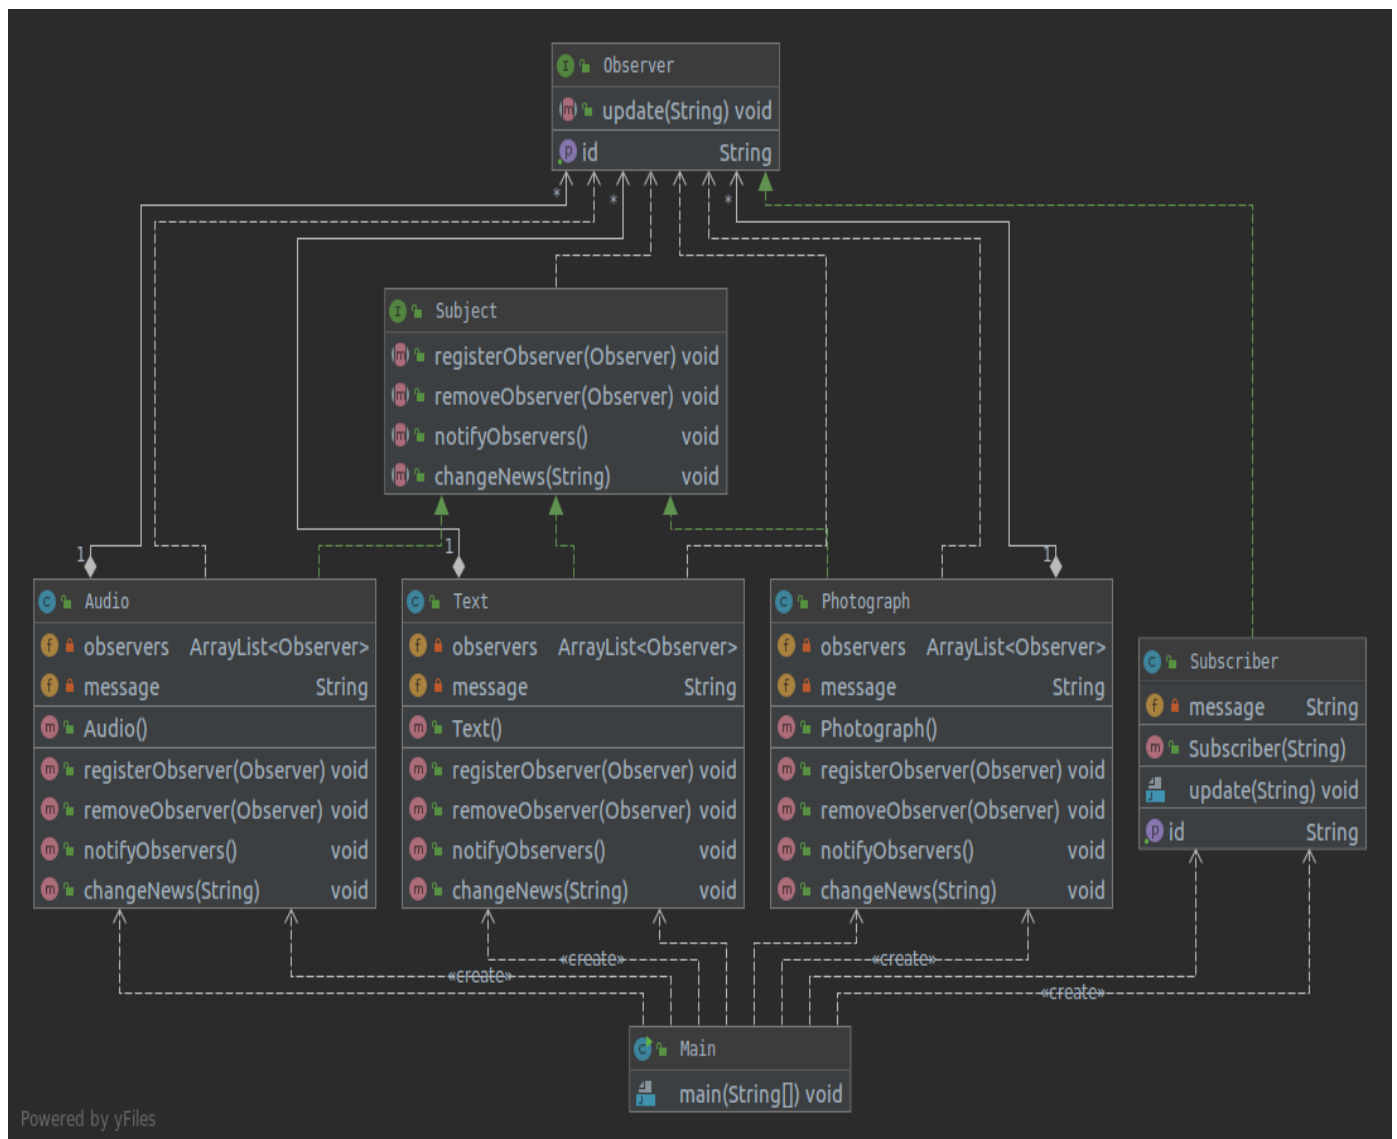 Observer
update(String) void
id String
* * *
Subject
registerObserver(Observer) void
removeObserver(Observer) void
notifyObservers() void
changeNews(String) void
1 1 1
Audio
observers ArrayList<Observer>
message String
Audio()
registerObserver(Observer) void
removeObserver(Observer) void
notifyObservers() void
changeNews(String) void
Text
observers ArrayList<Observer>
message String
Text()
registerObserver(Observer) void
removeObserver(Observer) void
notifyObservers() void
changeNews(String) void
Photograph
observers ArrayList<Observer>
message String
Photograph()
registerObserver(Observer) void
removeObserver(Observer) void
notifyObservers() void
changeNews(String) void
Subscriber
message String
Subscriber(String)
update(String) void
id String
«create» «create»
«create»
«create»
Main
main(String[]) void
Powered by yFiles